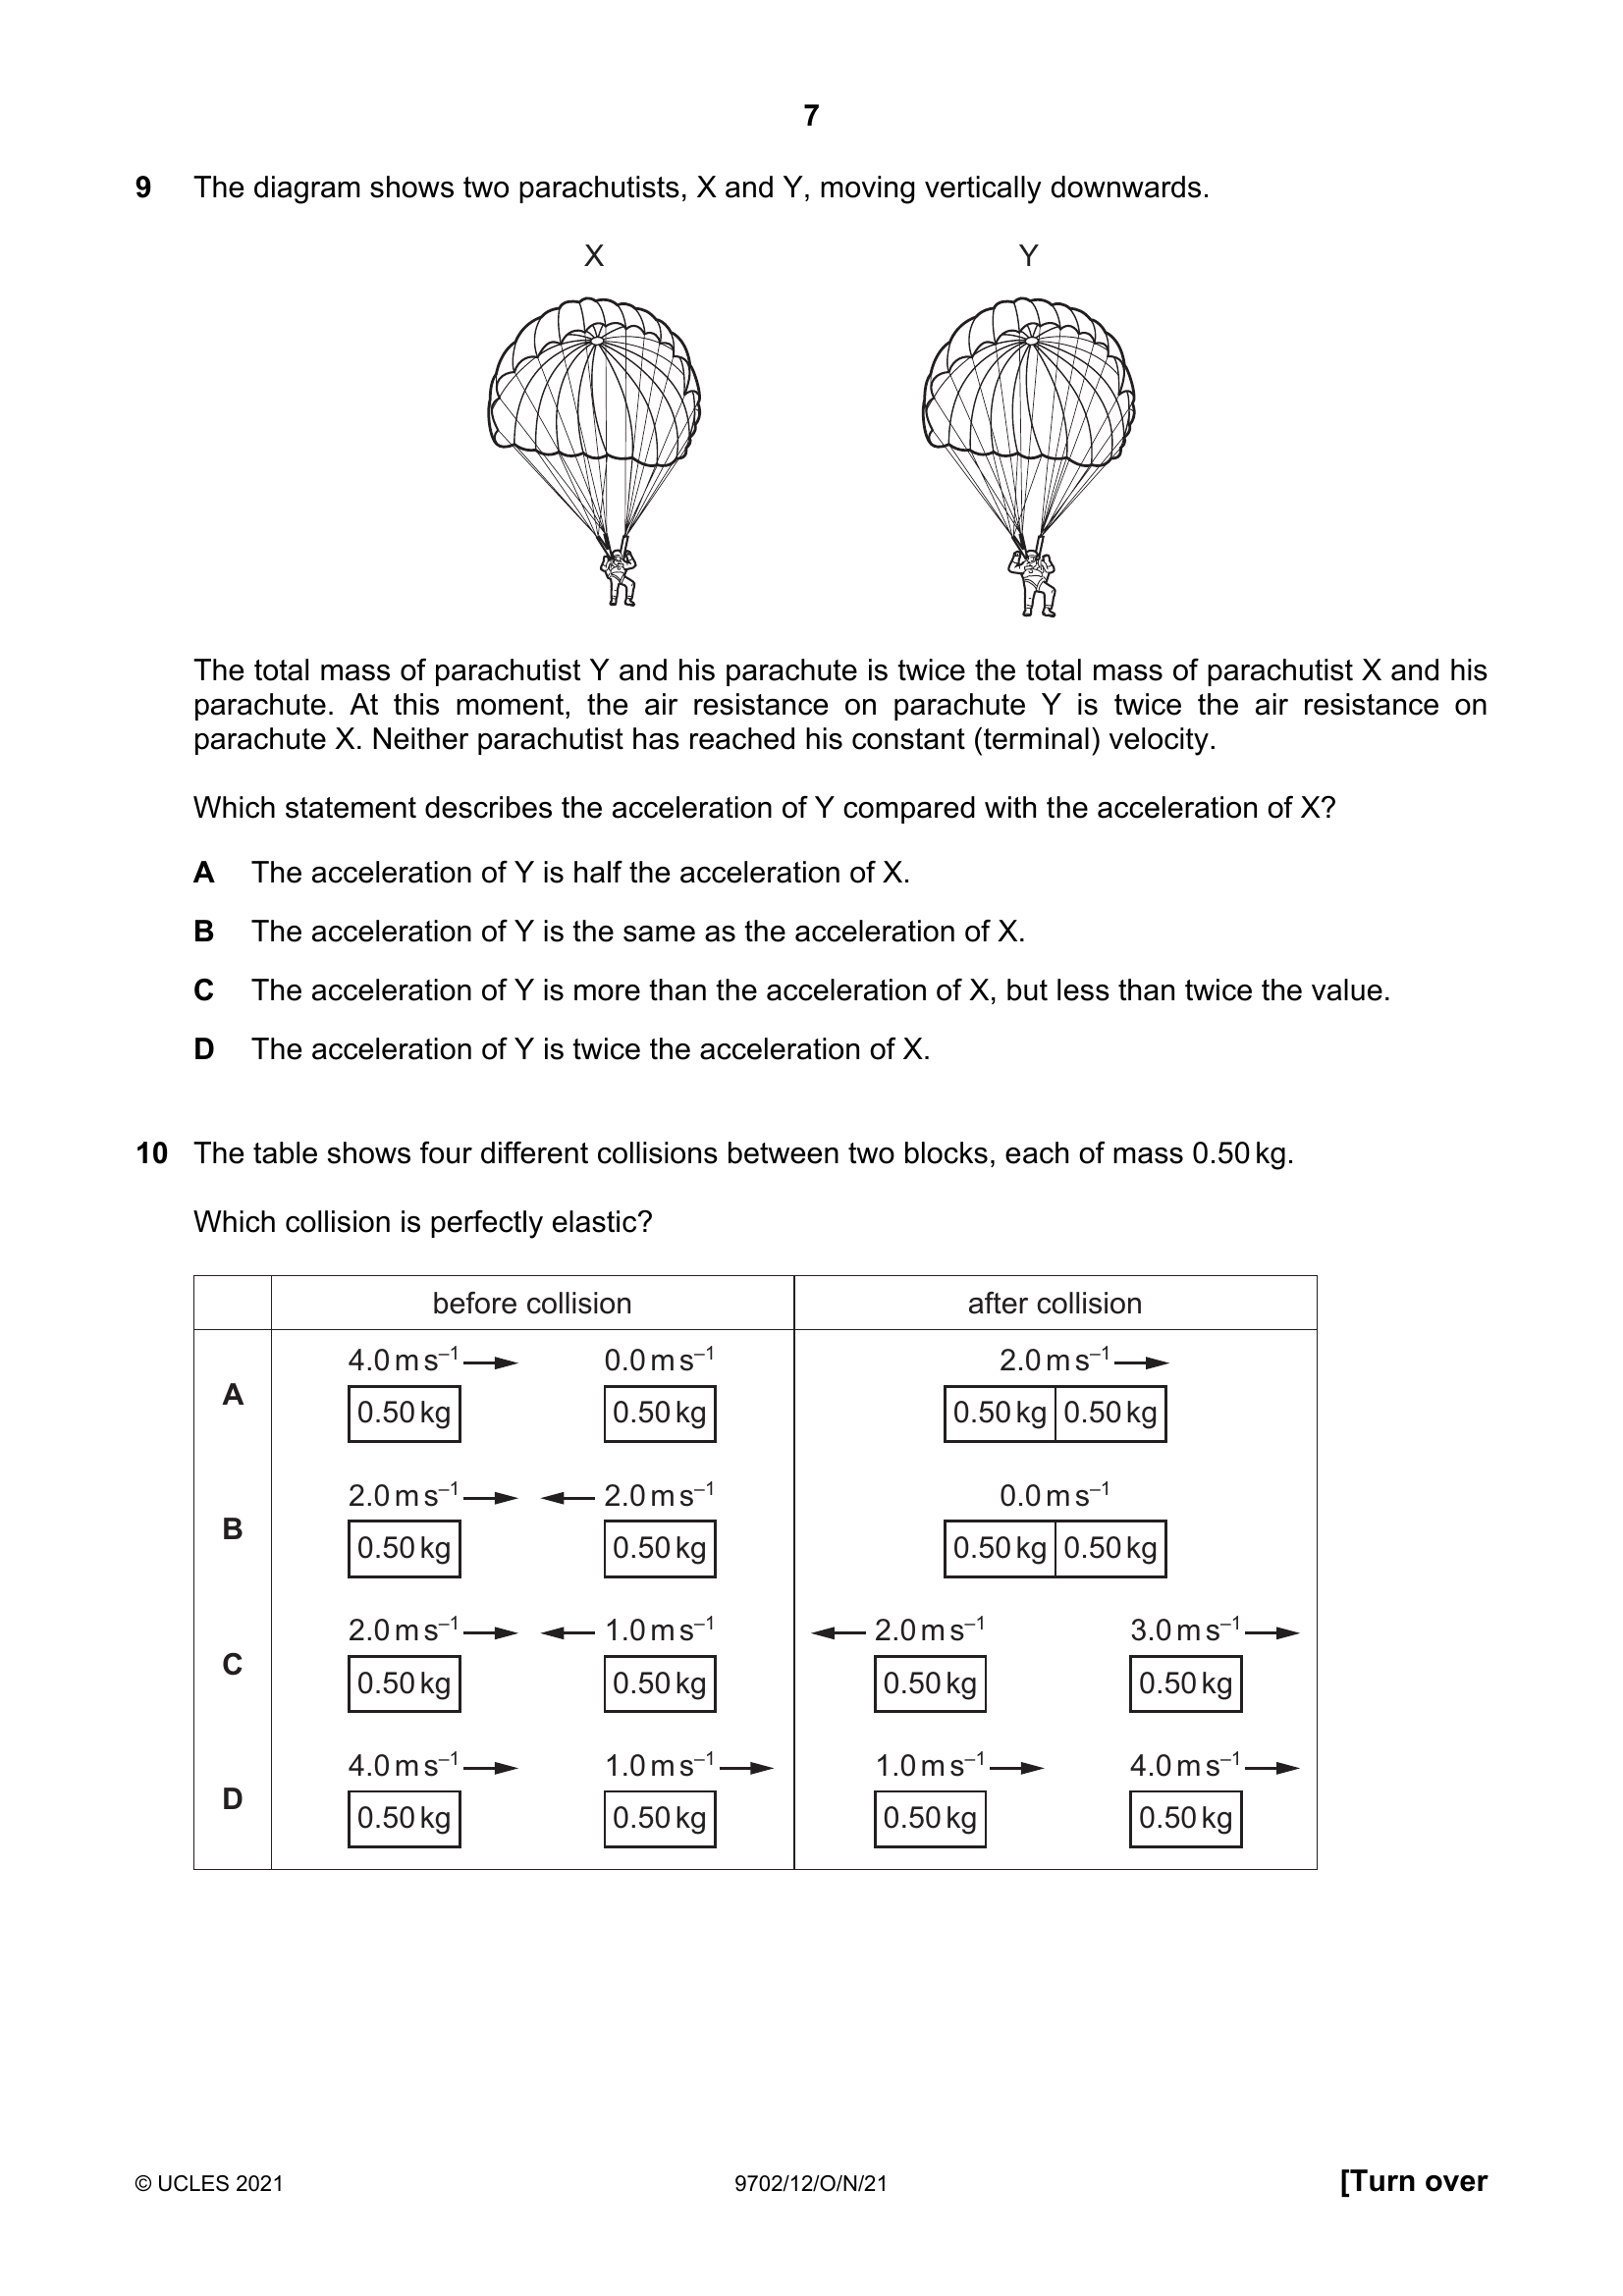 7
9 The diagram shows two parachutists, X and Y, moving vertically downwards.
X Y
The total mass of parachutist Y and his parachute is twice the total mass of parachutist X and his
parachute. At this moment, the air resistance on parachute Y is twice the air resistance on
parachute X. Neither parachutist has reached his constant (terminal) velocity.
Which statement describes the acceleration of Y compared with the acceleration of X?
A The acceleration of Y is half the acceleration of X.
B The acceleration of Y is the same as the acceleration of X.
C The acceleration of Y is more than the acceleration of X, but less than twice the value.
D The acceleration of Y is twice the acceleration of X.
10 The table shows four different collisions between two blocks, each of mass 0.50 kg.
Which collision is perfectly elastic?
before collision after collision
4.0 m s⁻¹ 0.0 m s⁻¹ 2.0 m s⁻¹
A 0.50 kg 0.50 kg 0.50 kg 0.50 kg
2.0 m s⁻¹ 2.0 m s⁻¹ 0.0 m s⁻¹
B 0.50 kg 0.50 kg 0.50 kg 0.50 kg
2.0 m s⁻¹ 1.0 m s⁻¹ 2.0 m s⁻¹ 3.0 m s⁻¹
C 0.50 kg 0.50 kg 0.50 kg 0.50 kg
4.0 m s⁻¹ 1.0 m s⁻¹ 1.0 m s⁻¹ 4.0 m s⁻¹
D 0.50 kg 0.50 kg 0.50 kg 0.50 kg
© UCLES 2021 9702/12/O/N/21 [Turn over